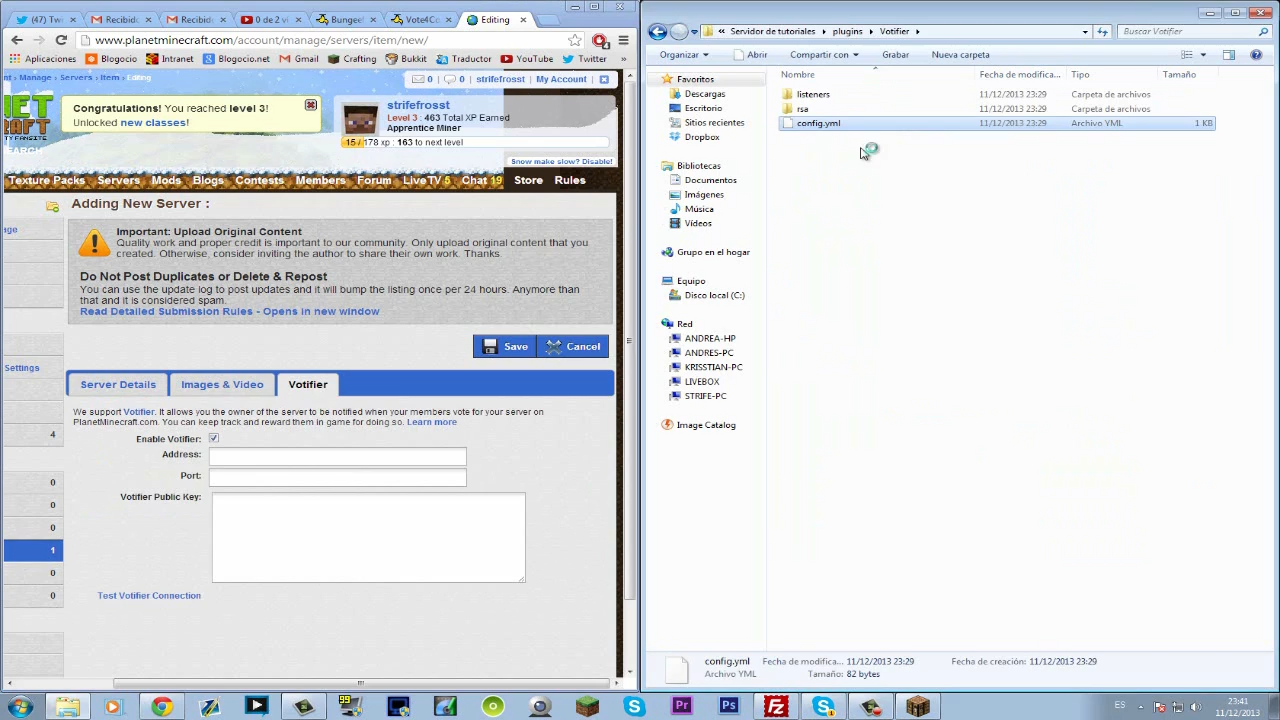 (47) Twi
Recibido
Recibido
0 de 2 vi
Bungeef
Vote4Co
Editing
www.planetminecraft.com/account/manage/servers/item/new/
Aplicaciones
Blogocio
Intranet
Blogocio E.M.
Gmail
Crafting
Bukkit
Traductor
YouTube
Twitter
nt - Manage - Servers - Item - Editing
0
0
strifefrosst
My Account
Congratulations! You reached level 3!
Unlocked new classes!
strifefrosst
Level 3 : 463 Total XP Earned
Apprentice Miner
15 / 178 xp : 163 to next level
Snow make slow? Disable!
Texture Packs
Servers
Mods
Blogs
Contests
Members
Forum
Live TV 5
Chat 19
Store
Rules
Adding New Server :
Important: Upload Original Content
Quality work and proper credit is important to our community. Only upload original content that you
created. Otherwise, consider inviting the author to share their own work. Thanks.
Do Not Post Duplicates or Delete & Repost
You can use the update log to post updates and it will bump the listing once per 24 hours. Anymore than
that and it is considered spam.
Read Detailed Submission Rules - Opens in new window
Save
Cancel
Settings
Server Details
Images & Video
Votifier
We support Votifier. It allows you the owner of the server to be notified when your members vote for your server on
PlanetMinecraft.com. You can keep track and reward them in game for doing so. Learn more
Enable Votifier:
Address:
Port:
Votifier Public Key:
Test Votifier Connection
4
0
0
0
1
0
0
Servidor de tutoriales
plugins
Votifier
Buscar Votifier
Organizar
Abrir
Compartir con
Grabar
Nueva carpeta
Nombre
Fecha de modifica...
Tipo
Tamaño
listeners
11/12/2013 23:29
Carpeta de archivos
rsa
11/12/2013 23:29
Carpeta de archivos
config.yml
11/12/2013 23:29
Archivo YML
1 KB
Favoritos
Descargas
Escritorio
Sitios recientes
Dropbox
Bibliotecas
Documentos
Imágenes
Música
Vídeos
Grupo en el hogar
Equipo
Disco local (C:)
Red
ANDREA-HP
ANDRES-PC
KRISSTIAN-PC
LIVEBOX
STRIFE-PC
Image Catalog
config.yml
Fecha de modifica... 11/12/2013 23:29
Fecha de creación: 11/12/2013 23:29
Archivo YML
Tamaño: 82 bytes
99
Pr
Ps
ES
23:41
11/12/2013